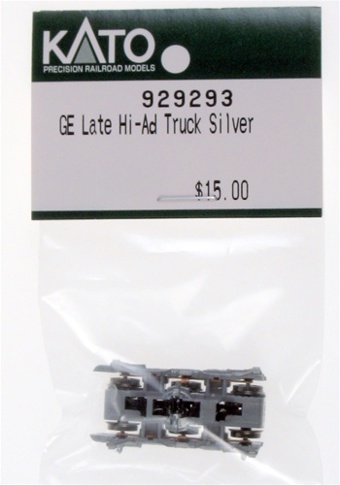 KATO
PRECISION RAILROAD MODELS
929293
GE Late Hi-Ad Truck Silver
$15.00